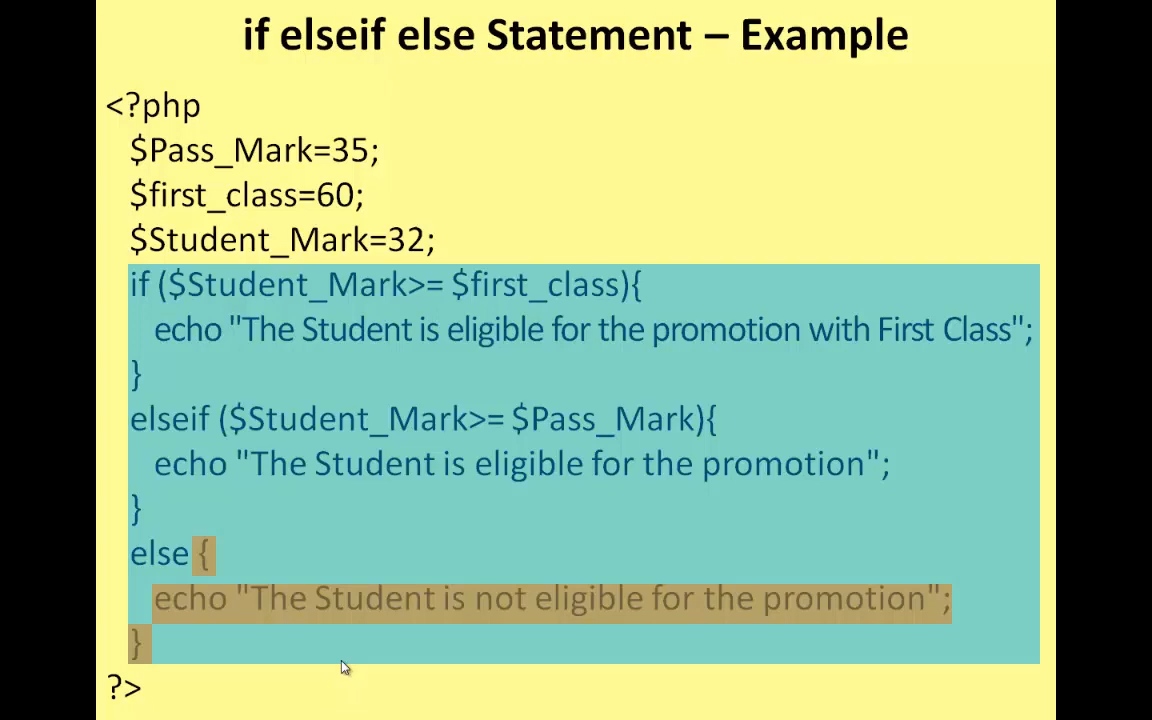 if elseif else Statement – Example
<?php
$Pass_Mark=35;
$first_class=60;
$Student_Mark=32;
if ($Student_Mark>= $first_class){
echo "The Student is eligible for the promotion with First Class";
}
elseif ($Student_Mark>= $Pass_Mark){
echo "The Student is eligible for the promotion";
}
else {
echo "The Student is not eligible for the promotion";
}
?>